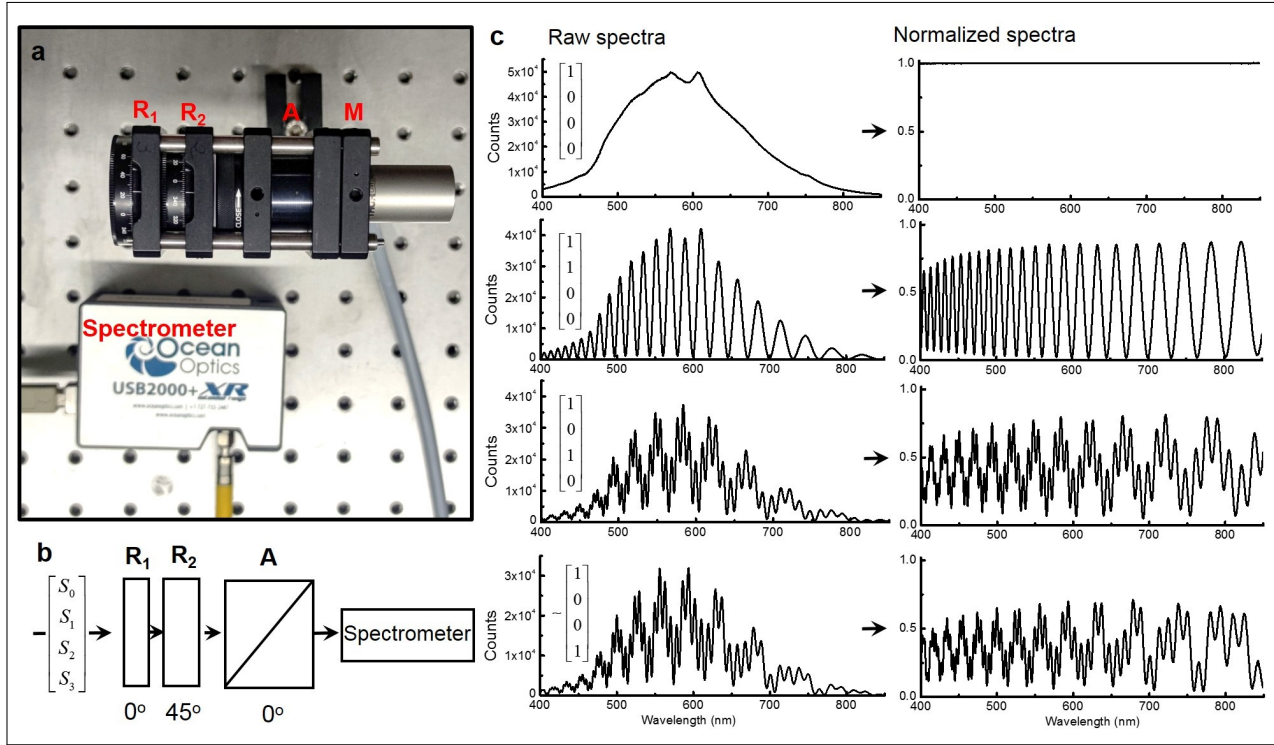 a
R1 R2 A M
CLOSE
Spectrometer
Ocean
Optics
USB2000+XR
b
R1 R2 A
S0
S1
S2
S3
Spectrometer
0o 45o 0o
c
Raw spectra
Normalized spectra
5x10^4
4x10^4
3x10^4
2x10^4
1x10^4
0
Counts
1
0
0
0
400 500 600 700 800
1.0
0.5
0.0
400 500 600 700 800
4x10^4
3x10^4
2x10^4
1x10^4
0
Counts
1
1
0
0
400 500 600 700 800
1.0
0.5
0.0
400 500 600 700 800
4x10^4
3x10^4
2x10^4
1x10^4
0
Counts
1
0
1
0
400 500 600 700 800
1.0
0.5
0.0
400 500 600 700 800
3x10^4
2x10^4
1x10^4
0
Counts
~
1
0
0
1
400 500 600 700 800
Wavelength (nm)
1.0
0.5
0.0
400 500 600 700 800
Wavelength (nm)